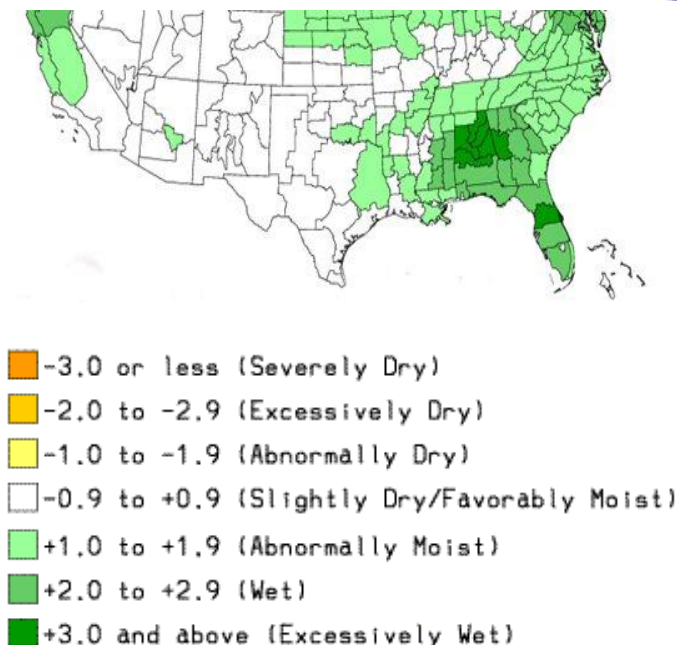 -3.0 or less (Severely Dry)
-2.0 to -2.9 (Excessively Dry)
-1.0 to -1.9 (Abnormally Dry)
-0.9 to +0.9 (Slightly Dry/Favorably Moist)
+1.0 to +1.9 (Abnormally Moist)
+2.0 to +2.9 (Wet)
+3.0 and above (Excessively Wet)